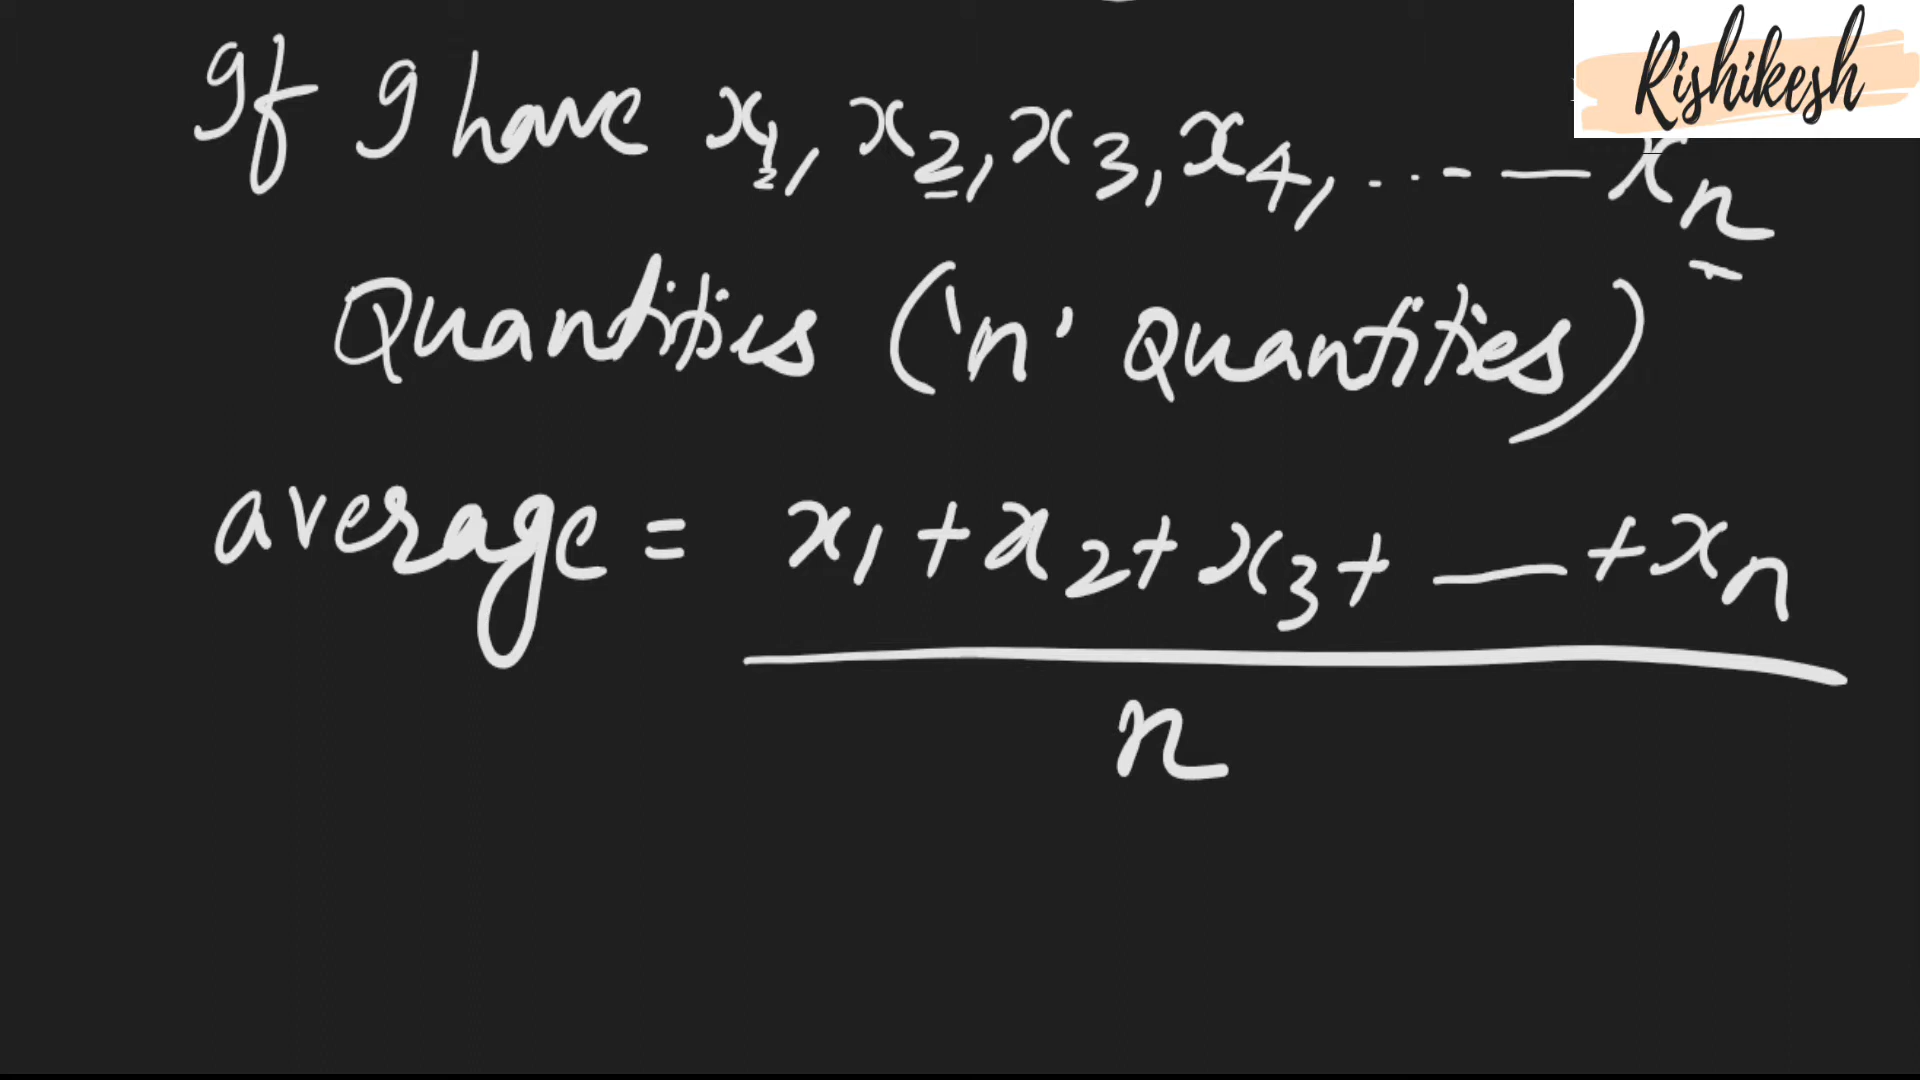 Rishikesh
If I have x₁, x₂, x₃, x₄, ..... — xₙ
Quantities ('n' Quantities)
average = x₁ + x₂ + x₃ + — + xₙ
n